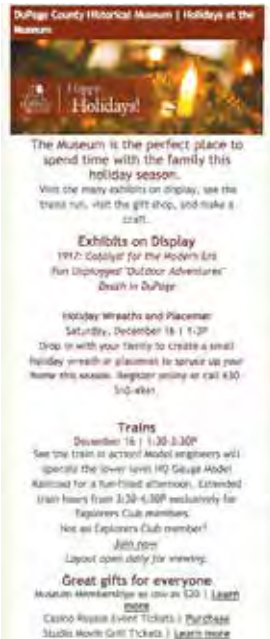 DuPage County Historical Museum | Holidays at the
Museum
Happy
Holidays!
The Museum is the perfect place to
spend time with the family this
holiday season.
Visit the many exhibits on display, see the
trains run, visit the gift shop, and make a
craft.
Exhibits on Display
1917: Catalyst for the Modern Era
Fun Unplugged "Outdoor Adventures"
Death in DuPage
Holiday Wreaths and Placemat
Saturday, December 16 | 1-3P
Drop in with your family to create a small
holiday wreath or placemat to spruce up your
home this season. Register online or call 630
Trains
December 16 | 1:30-3:30P
See the train in action! Model engineers will
operate the lower level HO Gauge Model
Railroad for a fun-filled afternoon. Extended
train hours from 3:30-4:30P exclusively for
Explorers Club members.
Not an Explorers Club member?
Join now
Layout open daily for viewing.
Great gifts for everyone
Museum Memberships as low as $20 | Learn
more
Casino Royale Event Tickets | Purchase
Studio Movie Grill Tickets | Learn more